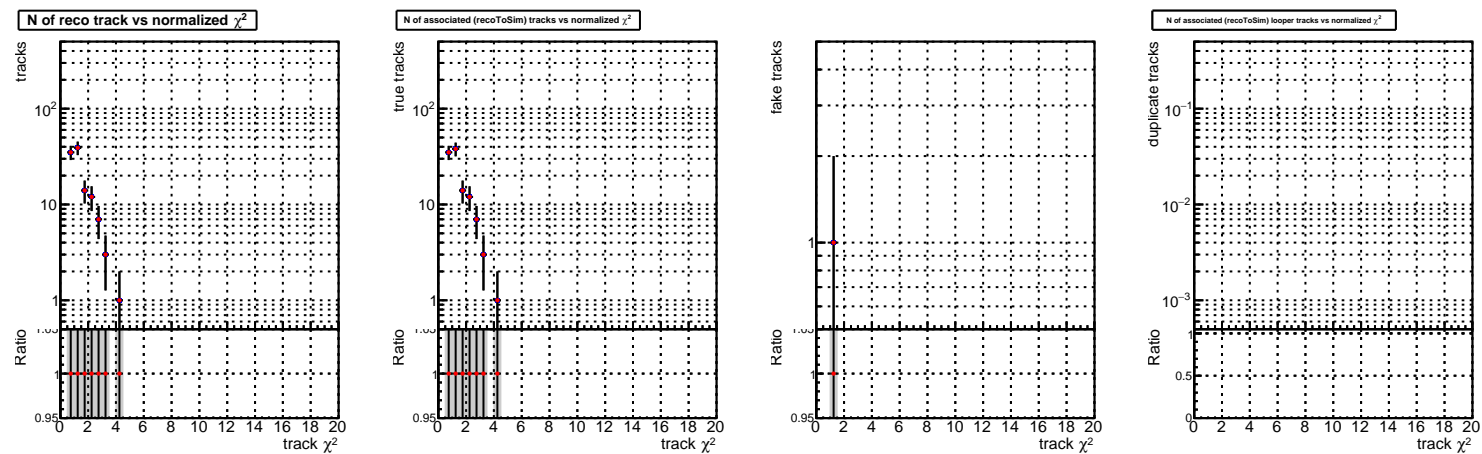 N of reco track vs normalized χ²
tracks
10²
10
1
Ratio
1.05
1
0.95
0 2 4 6 8 10 12 14 16 18 20
track χ²
N of associated (recoToSim) tracks vs normalized χ²
true tracks
10²
10
1
Ratio
1.05
1
0.95
0 2 4 6 8 10 12 14 16 18 20
track χ²
fake tracks
1
Ratio
1.05
1
0.95
0 2 4 6 8 10 12 14 16 18 20
track χ²
N of associated (recoToSim) looper tracks vs normalized χ²
duplicate tracks
10⁻¹
10⁻²
10⁻³
Ratio
1
0.5
0
0 2 4 6 8 10 12 14 16 18 20
track χ²